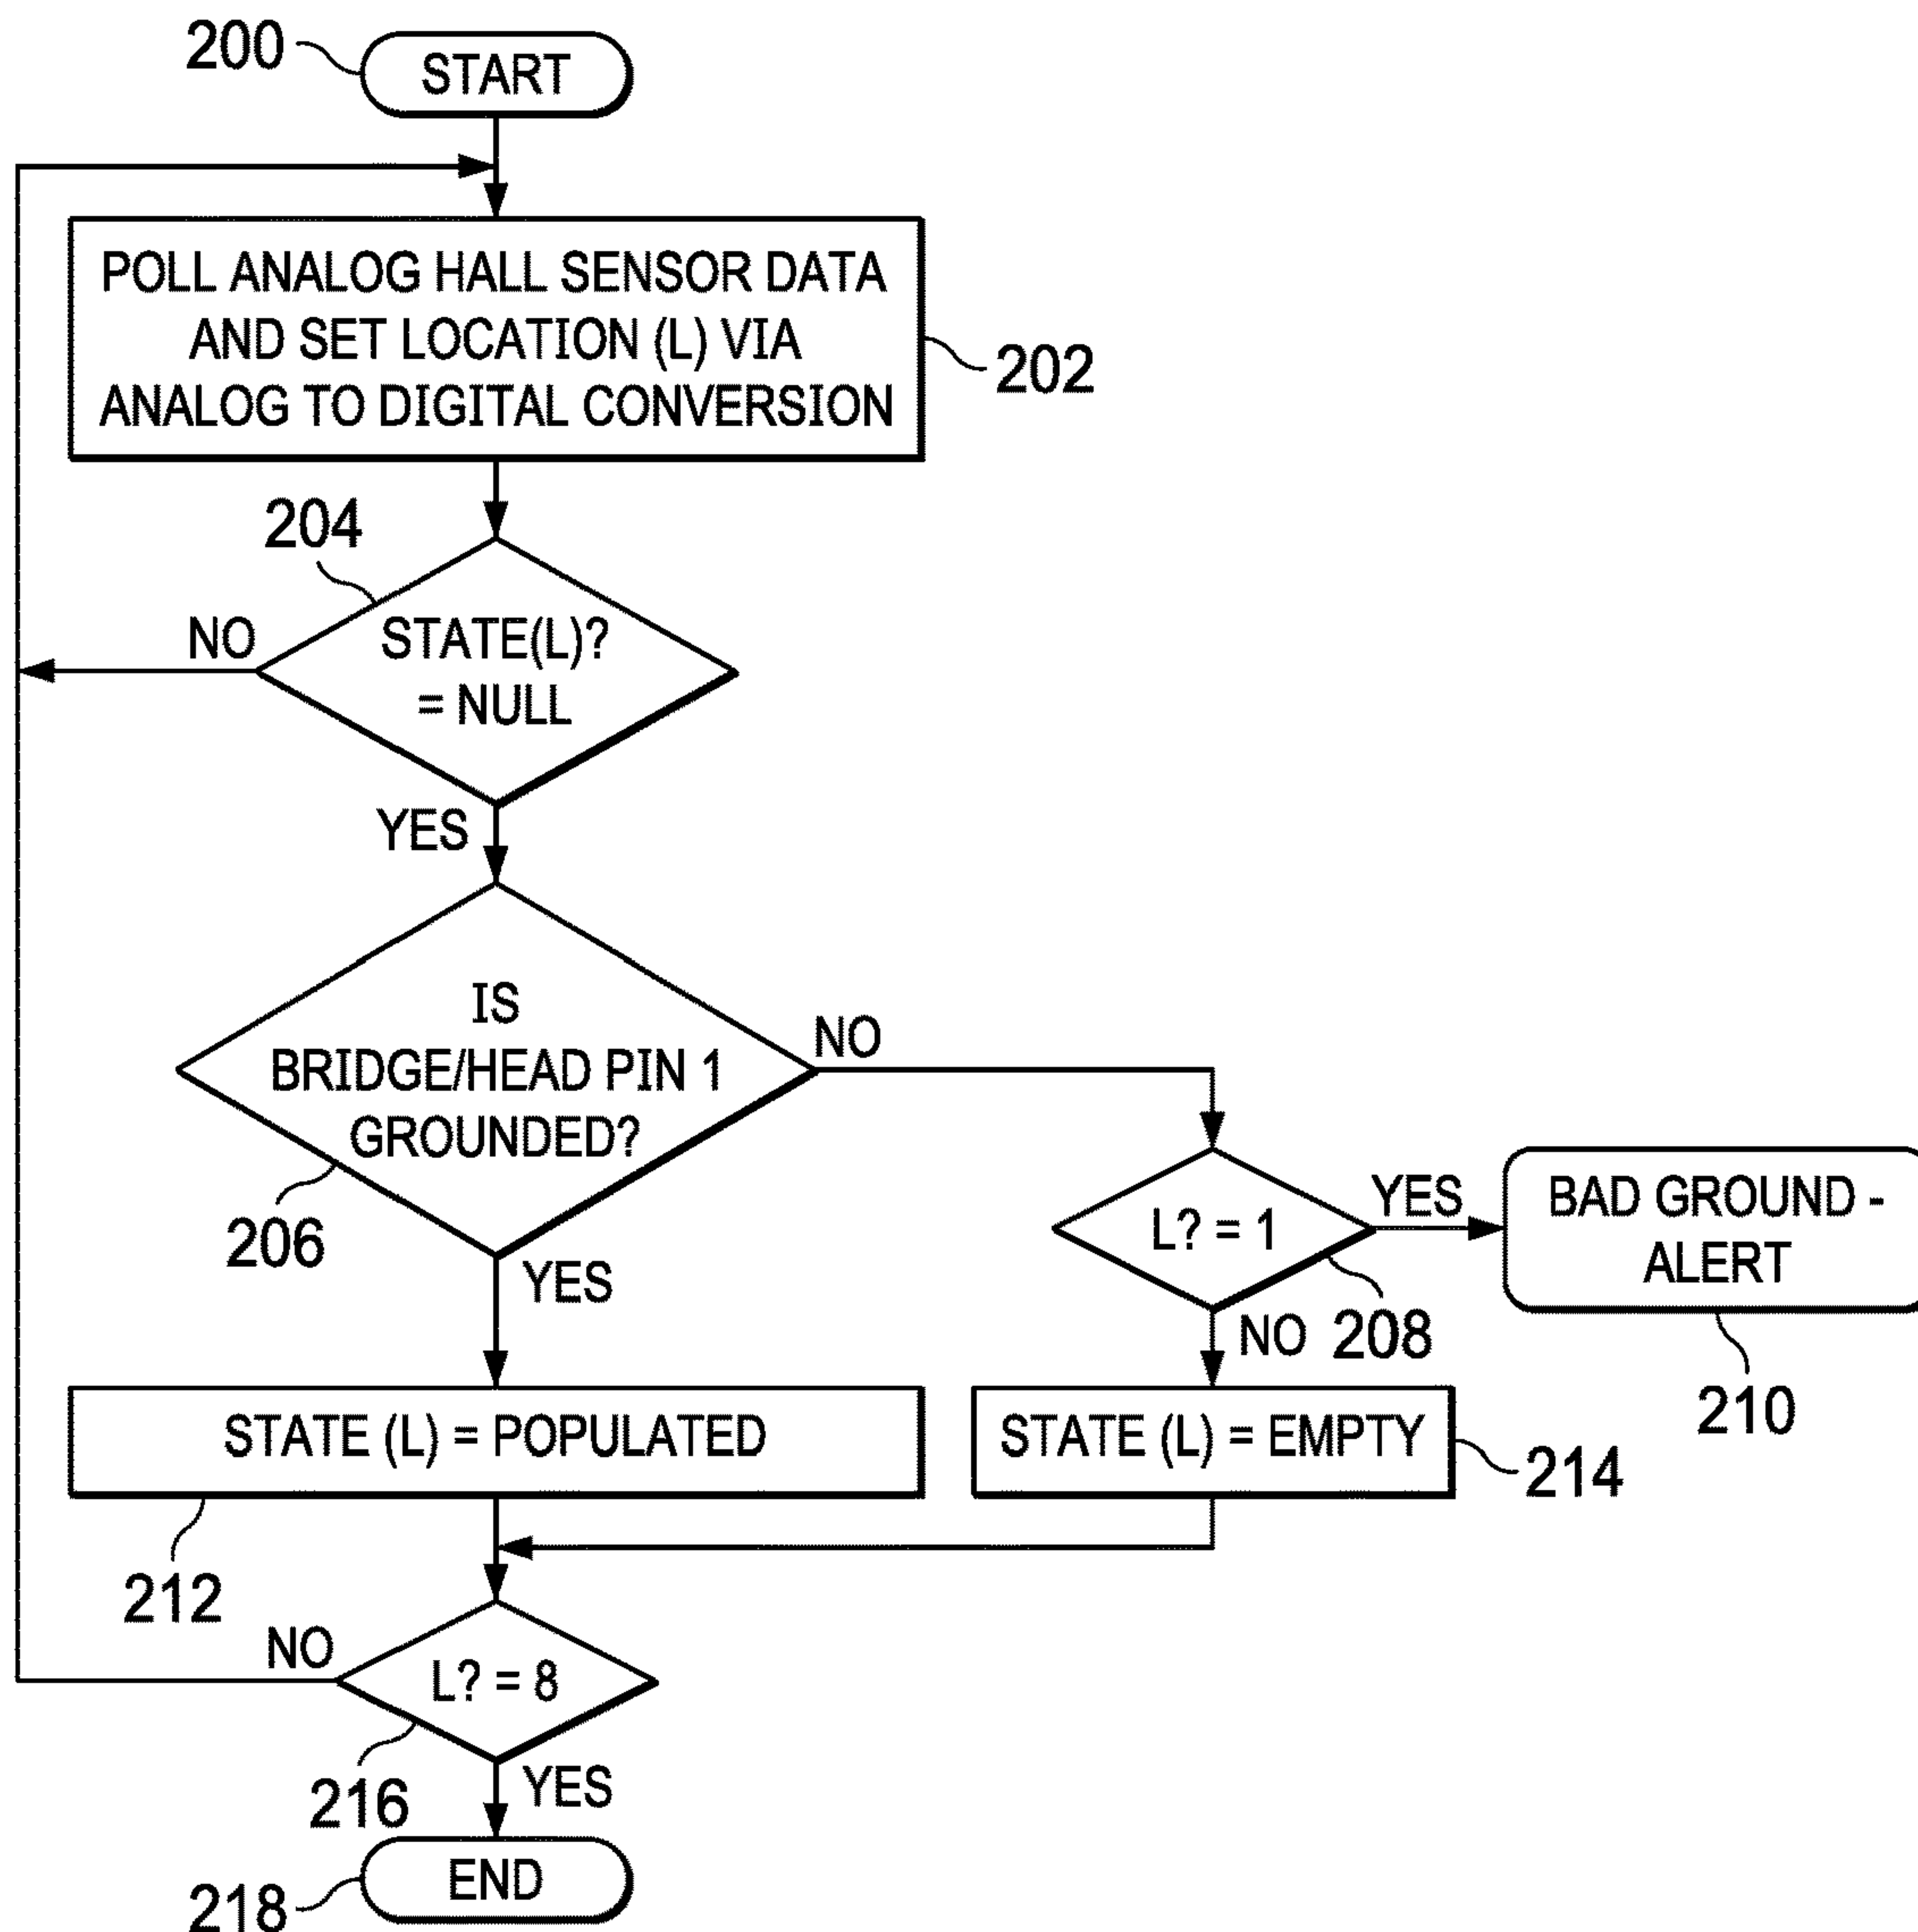 200
START
POLL ANALOG HALL SENSOR DATA
AND SET LOCATION (L) VIA
ANALOG TO DIGITAL CONVERSION
202
204
NO
STATE(L)?
= NULL
YES
IS
BRIDGE/HEAD PIN 1
GROUNDED?
NO
206
YES
L? = 1
YES
BAD GROUND -
ALERT
NO
208
210
STATE (L) = POPULATED
STATE (L) = EMPTY
214
212
NO
L? = 8
216
YES
END
218